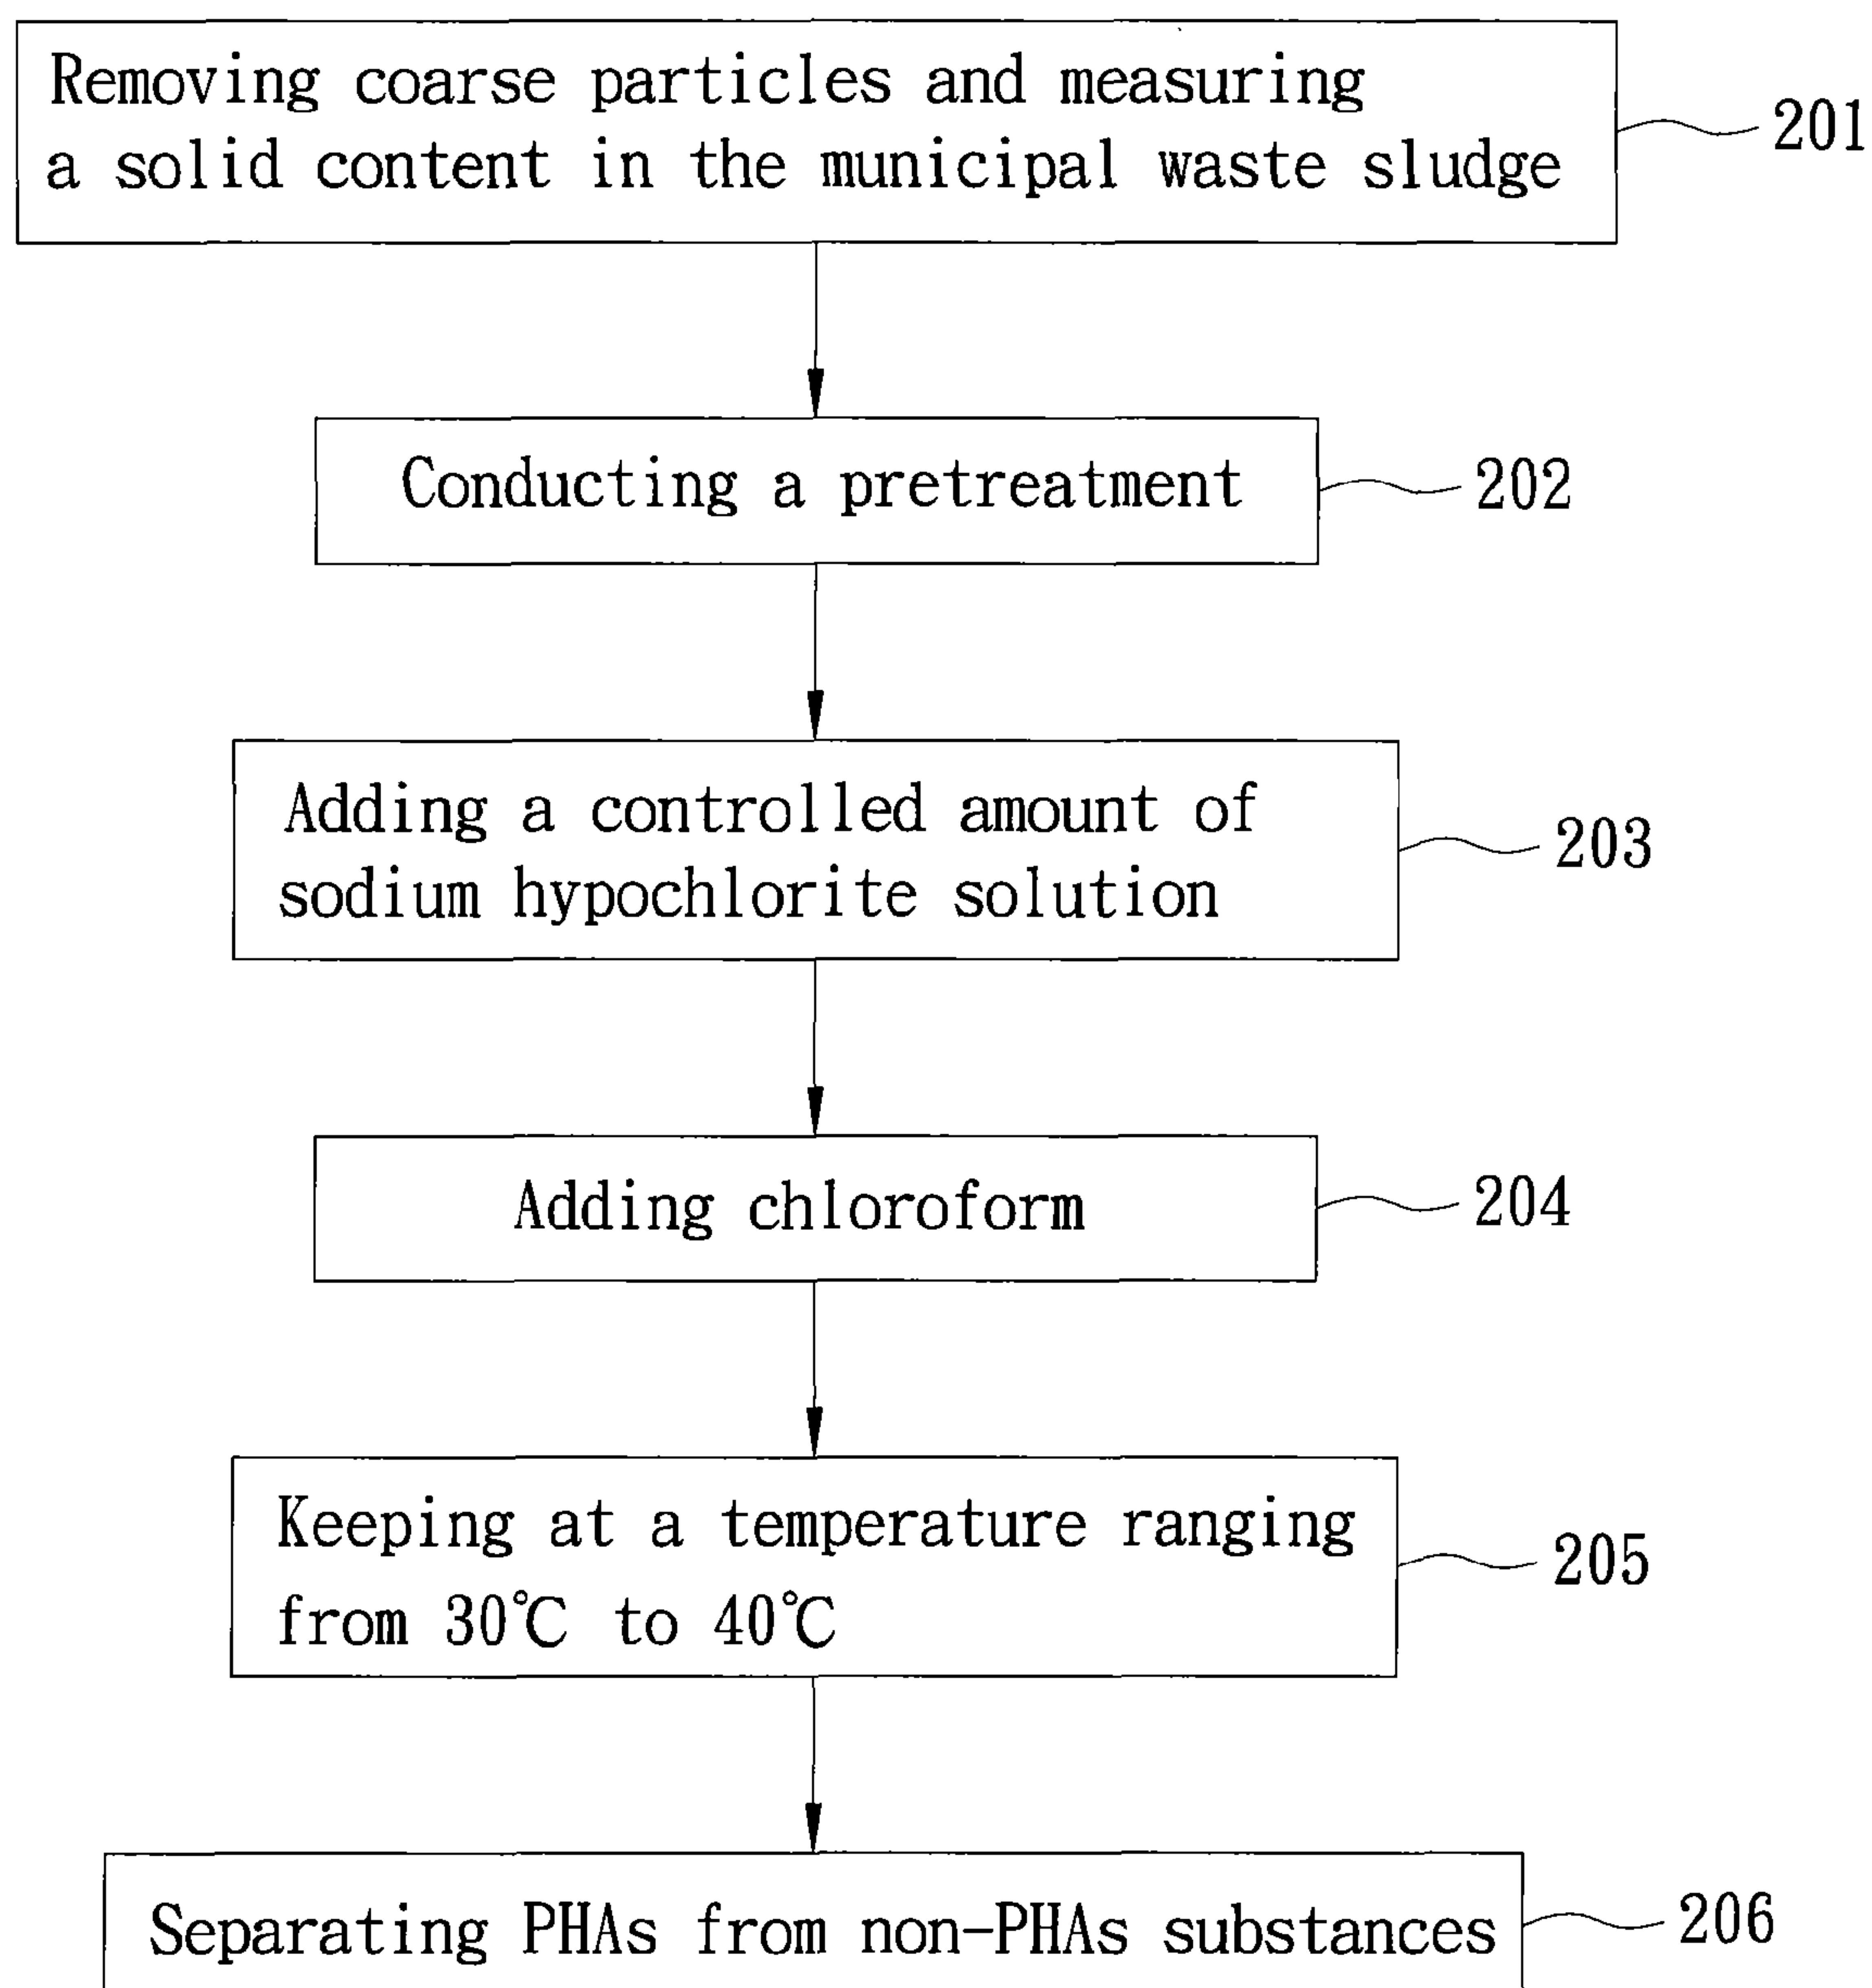 Removing coarse particles and measuring
a solid content in the municipal waste sludge
201
Conducting a pretreatment
202
Adding a controlled amount of
sodium hypochlorite solution
203
Adding chloroform
204
Keeping at a temperature ranging
from 30℃ to 40℃
205
Separating PHAs from non-PHAs substances
206